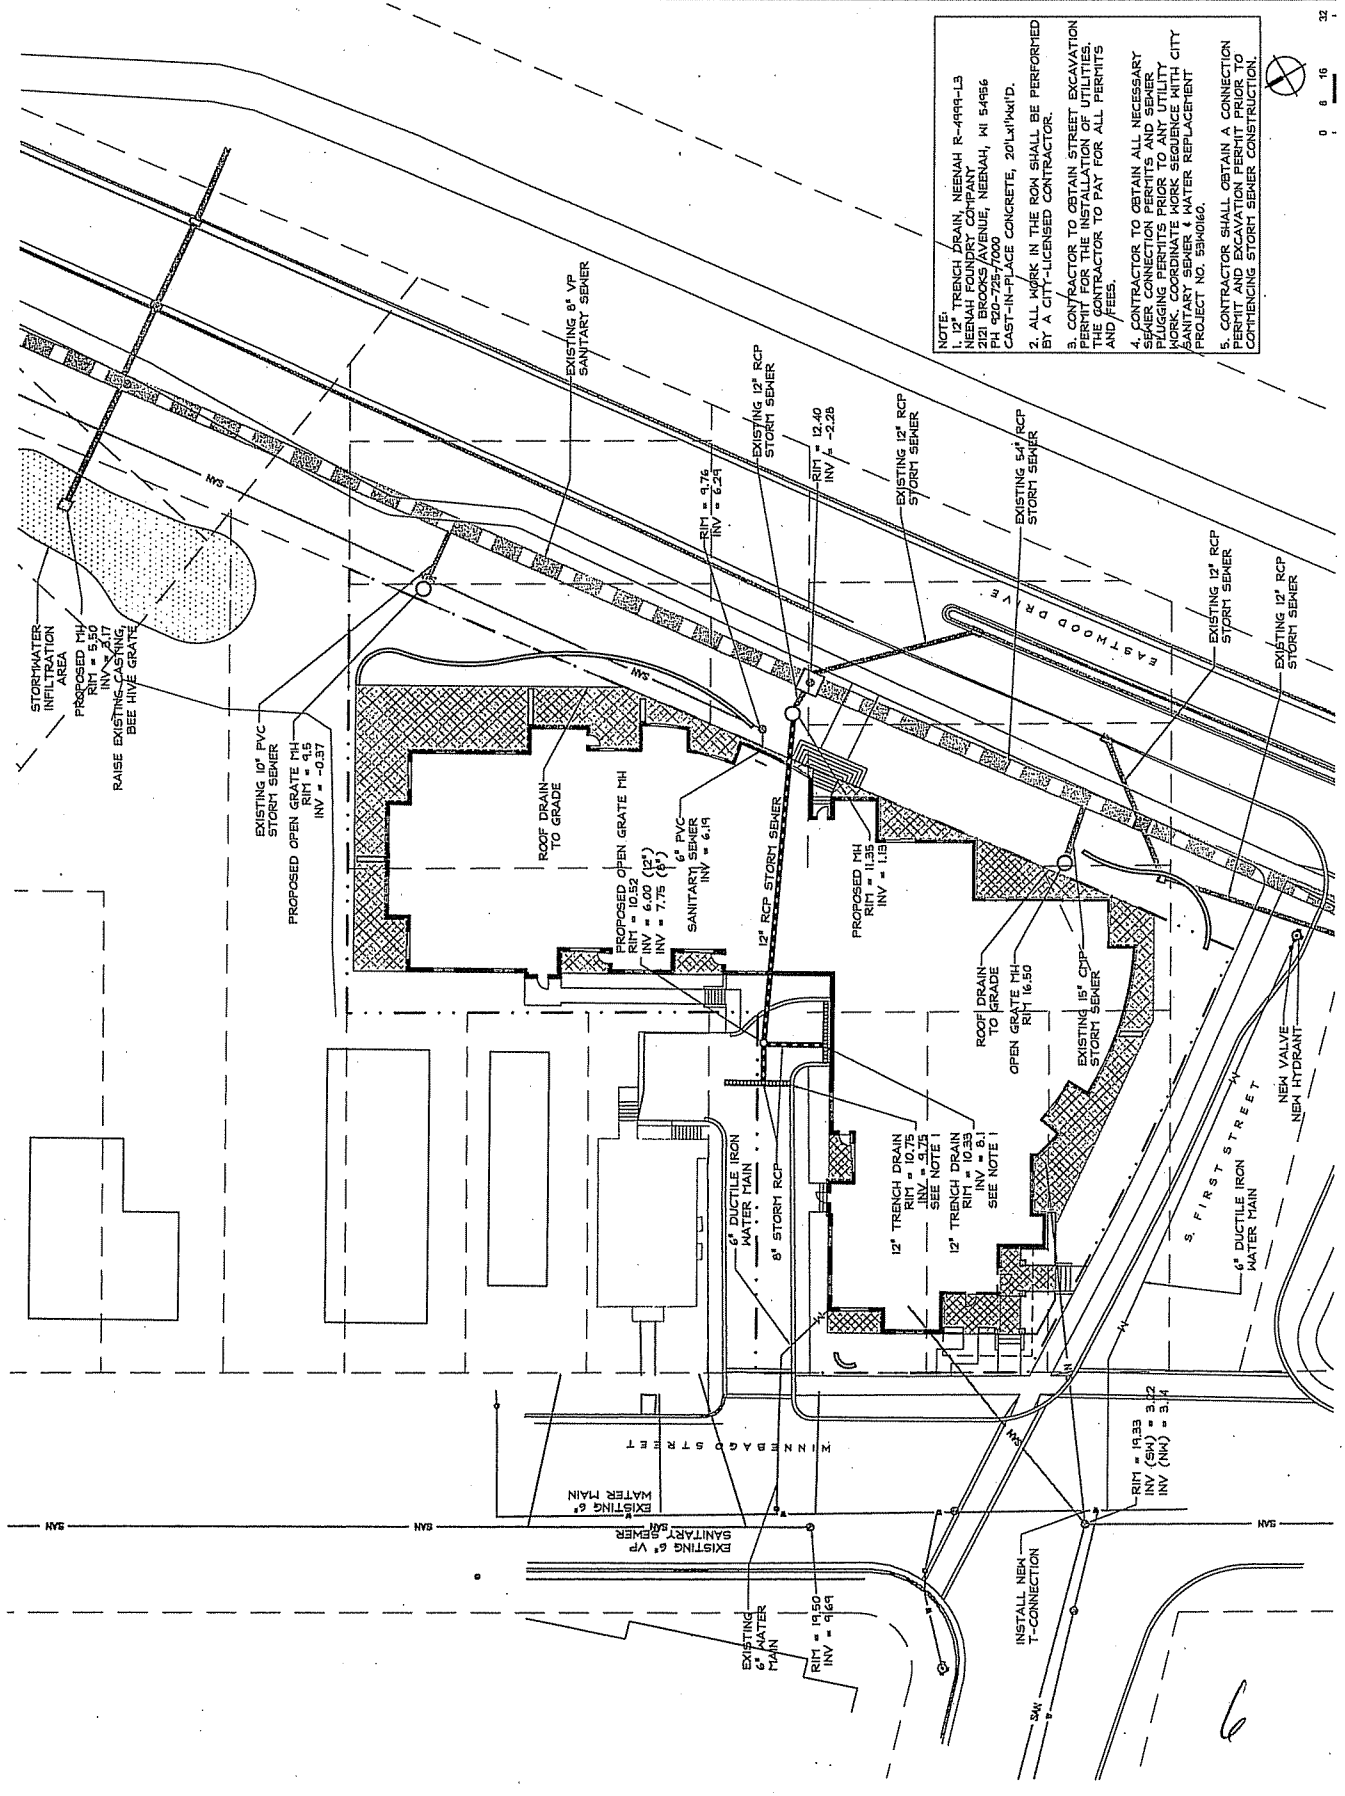 NOTE:
1. 12" TRENCH DRAIN, NEENAH R-4999-L3
NEENAH FOUNDRY COMPANY
2121 BROOKS AVENUE, NEENAH, WI 54956
PH 920-725-7000
CAST-IN-PLACE CONCRETE, 20'Lx1'Wx1'D.
2. ALL WORK IN THE ROW SHALL BE PERFORMED
BY A CITY-LICENSED CONTRACTOR.
3. CONTRACTOR TO OBTAIN STREET EXCAVATION
PERMIT FOR THE INSTALLATION OF UTILITIES.
THE CONTRACTOR TO PAY FOR ALL PERMITS
AND FEES.
4. CONTRACTOR TO OBTAIN ALL NECESSARY
SEWER CONNECTION PERMITS AND SEWER
PLUGGING PERMITS PRIOR TO ANY UTILITY
WORK. COORDINATE WORK SEQUENCE WITH CITY
SANITARY SEWER & WATER REPLACEMENT
PROJECT NO. 53W0160.
5. CONTRACTOR SHALL OBTAIN A CONNECTION
PERMIT AND EXCAVATION PERMIT PRIOR TO
COMMENCING STORM SEWER CONSTRUCTION.
0 8 16 32
STORMWATER
INFILTRATION
AREA
PROPOSED MH
RIM = 5.50
INV = 3.17
RAISE EXISTING CASTING,
BEE HIVE GRATE
EXISTING 10" PVC
STORM SEWER
PROPOSED OPEN GRATE MH
RIM = 9.5
INV = -0.37
SAN
EXISTING 8" VP
SANITARY SEWER
RIM = 9.76
INV = 6.29
EXISTING 12" RCP
STORM SEWER
RIM = 12.40
INV = -2.28
EXISTING 12" RCP
STORM SEWER
EXISTING 54" RCP
STORM SEWER
EXISTING 12" RCP
STORM SEWER
EXISTING 12" RCP
STORM SEWER
EASTWOOD DRIVE
SAN
ROOF DRAIN
TO GRADE
PROPOSED OPEN GRATE MH
RIM = 10.52
INV = 6.00 (12")
INV = 7.75 (8")
6" PVC
SANITARY SEWER
INV = 6.19
12" RCP STORM SEWER
PROPOSED MH
RIM = 11.35
INV = 1.13
ROOF DRAIN
TO GRADE
OPEN GRATE MH
RIM 16.50
EXISTING 15" CMP
STORM SEWER
NEW VALVE
NEW HYDRANT
6" DUCTILE IRON
WATER MAIN
8" STORM RCP
12" TRENCH DRAIN
RIM = 10.75
INV = 9.75
SEE NOTE 1
12" TRENCH DRAIN
RIM = 10.33
INV = 8.1
SEE NOTE 1
S. FIRST STREET
6" DUCTILE IRON
WATER MAIN
W
W
W
W
WINNEBAGO STREET
EXISTING 6"
WATER MAIN
EXISTING 6" VP
SANITARY SEWER
SAN
SAN
SAN
SAN
SAN
SAN
EXISTING
6" WATER
MAIN
RIM = 19.50
INV = 9.69
INSTALL NEW
T-CONNECTION
RIM = 19.33
INV (SW) = 3.22
INV (NW) = 3.14
6